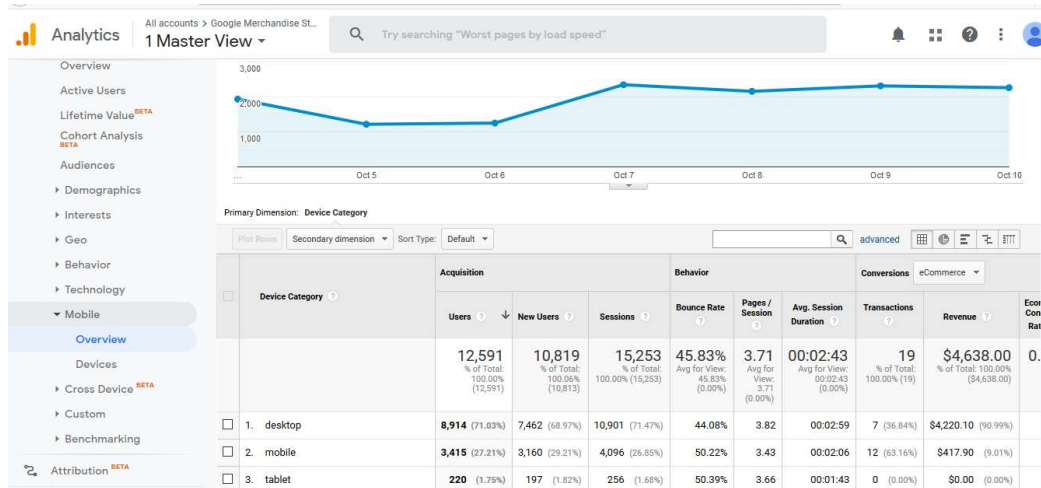 Analytics
All accounts > Google Merchandise St...
1 Master View
Try searching "Worst pages by load speed"
Overview
Active Users
Lifetime Value BETA
Cohort Analysis
BETA
Audiences
Demographics
Interests
Geo
Behavior
Technology
Mobile
Overview
Devices
Cross Device BETA
Custom
Benchmarking
Attribution BETA
3,000
2,000
1,000
... Oct 5 Oct 6 Oct 7 Oct 8 Oct 9 Oct 10
Primary Dimension: Device Category
Plot Rows Secondary dimension Sort Type: Default advanced
Device Category
Acquisition Behavior Conversions eCommerce
Users New Users Sessions Bounce Rate Pages / Session Avg. Session Duration Transactions Revenue Econ Con Rat
12,591 10,819 15,253 45.83% 3.71 00:02:43 19 $4,638.00 0.
% of Total: 100.00% (12,591) % of Total: 100.06% (10,813) % of Total: 100.00% (15,253) Avg for View: 45.83% (0.00%) Avg for View: 3.71 (0.00%) Avg for View: 00:02:43 (0.00%) % of Total: 100.00% (19) % of Total: 100.00% ($4,638.00)
1. desktop 8,914 (71.03%) 7,462 (68.97%) 10,901 (71.47%) 44.08% 3.82 00:02:59 7 (36.84%) $4,220.10 (90.99%)
2. mobile 3,415 (27.21%) 3,160 (29.21%) 4,096 (26.85%) 50.22% 3.43 00:02:06 12 (63.16%) $417.90 (9.01%)
3. tablet 220 (1.75%) 197 (1.82%) 256 (1.68%) 50.39% 3.66 00:01:43 0 (0.00%) $0.00 (0.00%)